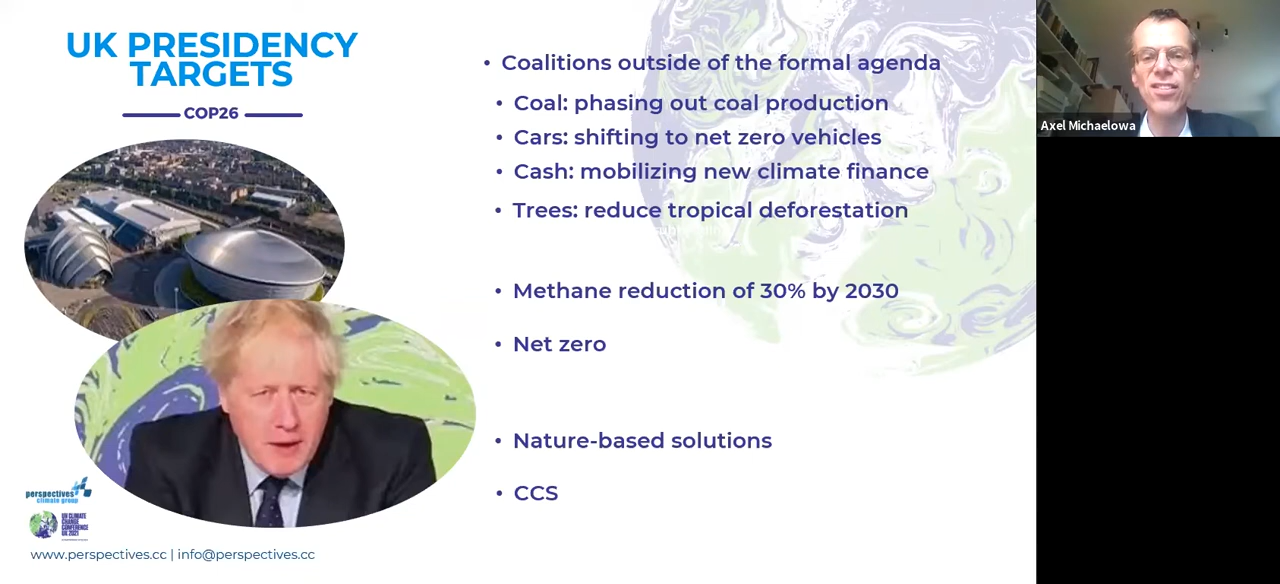 UK PRESIDENCY
TARGETS
COP26
• Coalitions outside of the formal agenda
• Coal: phasing out coal production
• Cars: shifting to net zero vehicles
• Cash: mobilizing new climate finance
• Trees: reduce tropical deforestation
• Methane reduction of 30% by 2030
• Net zero
• Nature-based solutions
• CCS
perspectives
climate group
UN CLIMATE
CHANGE
CONFERENCE
UK 2021
www.perspectives.cc | info@perspectives.cc
Axel Michaelowa